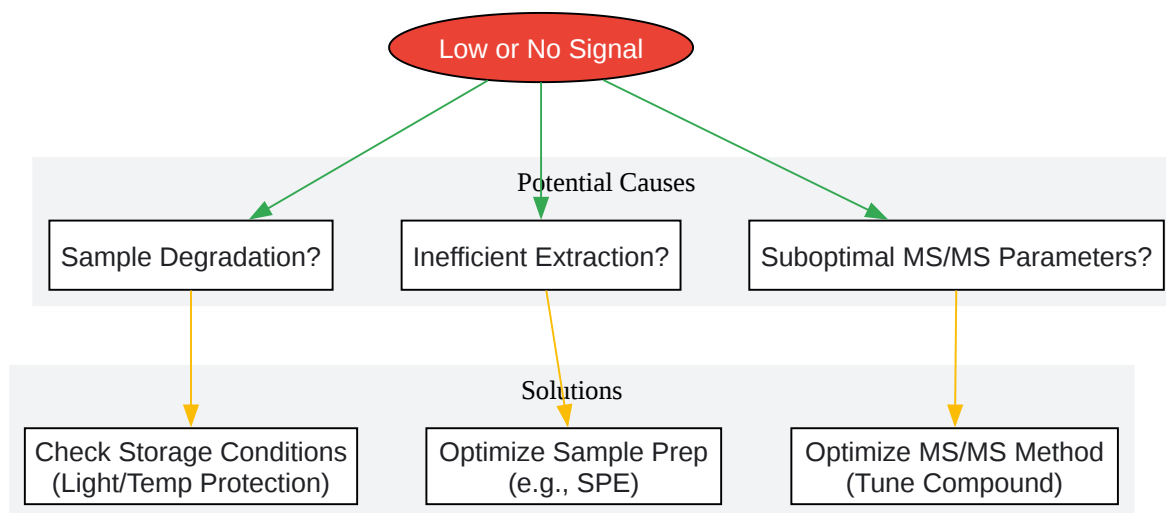 Low or No Signal
Potential Causes
Sample Degradation?
Inefficient Extraction?
Suboptimal MS/MS Parameters?
Solutions
Check Storage Conditions
(Light/Temp Protection)
Optimize Sample Prep
(e.g., SPE)
Optimize MS/MS Method
(Tune Compound)